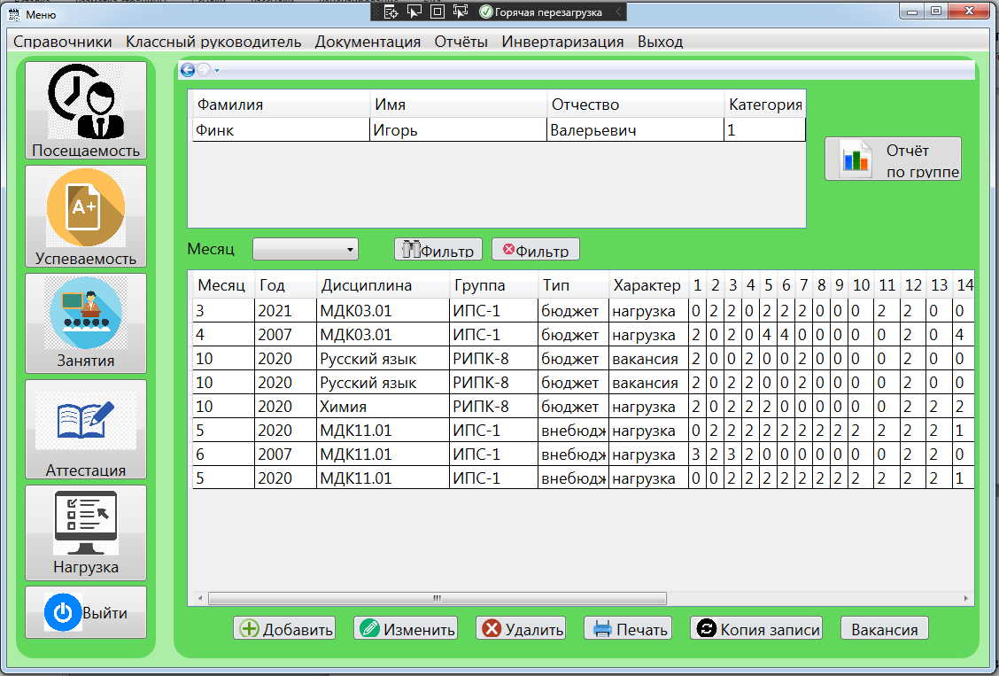 Меню
Горячая перезагрузка
Справочники Классный руководитель Документация Отчёты Инвертаризация Выход
Посещаемость
A+
Успеваемость
Занятия
Аттестация
Нагрузка
Выйти
Фамилия Имя Отчество Категория
Финк Игорь Валерьевич 1
Отчёт
по группе
Месяц Фильтр Фильтр
Месяц Год Дисциплина Группа Тип Характер 1 2 3 4 5 6 7 8 9 10 11 12 13 14
3 2021 МДК03.01 ИПС-1 бюджет нагрузка 0 2 2 0 2 2 2 0 0 0 2 2 0 0
4 2007 МДК03.01 ИПС-1 бюджет нагрузка 2 0 2 0 4 4 0 0 0 0 0 2 0 4
10 2020 Русский язык РИПК-8 бюджет вакансия 2 0 0 2 0 0 2 0 0 0 0 2 0 0
10 2020 Русский язык РИПК-8 бюджет вакансия 2 0 2 2 0 0 2 0 0 0 0 2 0 0
10 2020 Химия РИПК-8 бюджет нагрузка 2 0 2 2 2 0 0 0 0 0 0 2 2 2
5 2020 МДК11.01 ИПС-1 внебюдж нагрузка 0 2 2 2 2 2 2 2 2 2 2 2 2 1
6 2007 МДК11.01 ИПС-1 внебюдж нагрузка 3 2 3 2 0 0 0 0 0 0 0 2 2 0
5 2020 МДК11.01 ИПС-1 внебюдж нагрузка 0 0 2 2 2 2 2 2 2 2 2 2 2 1
Добавить Изменить Удалить Печать Копия записи Вакансия